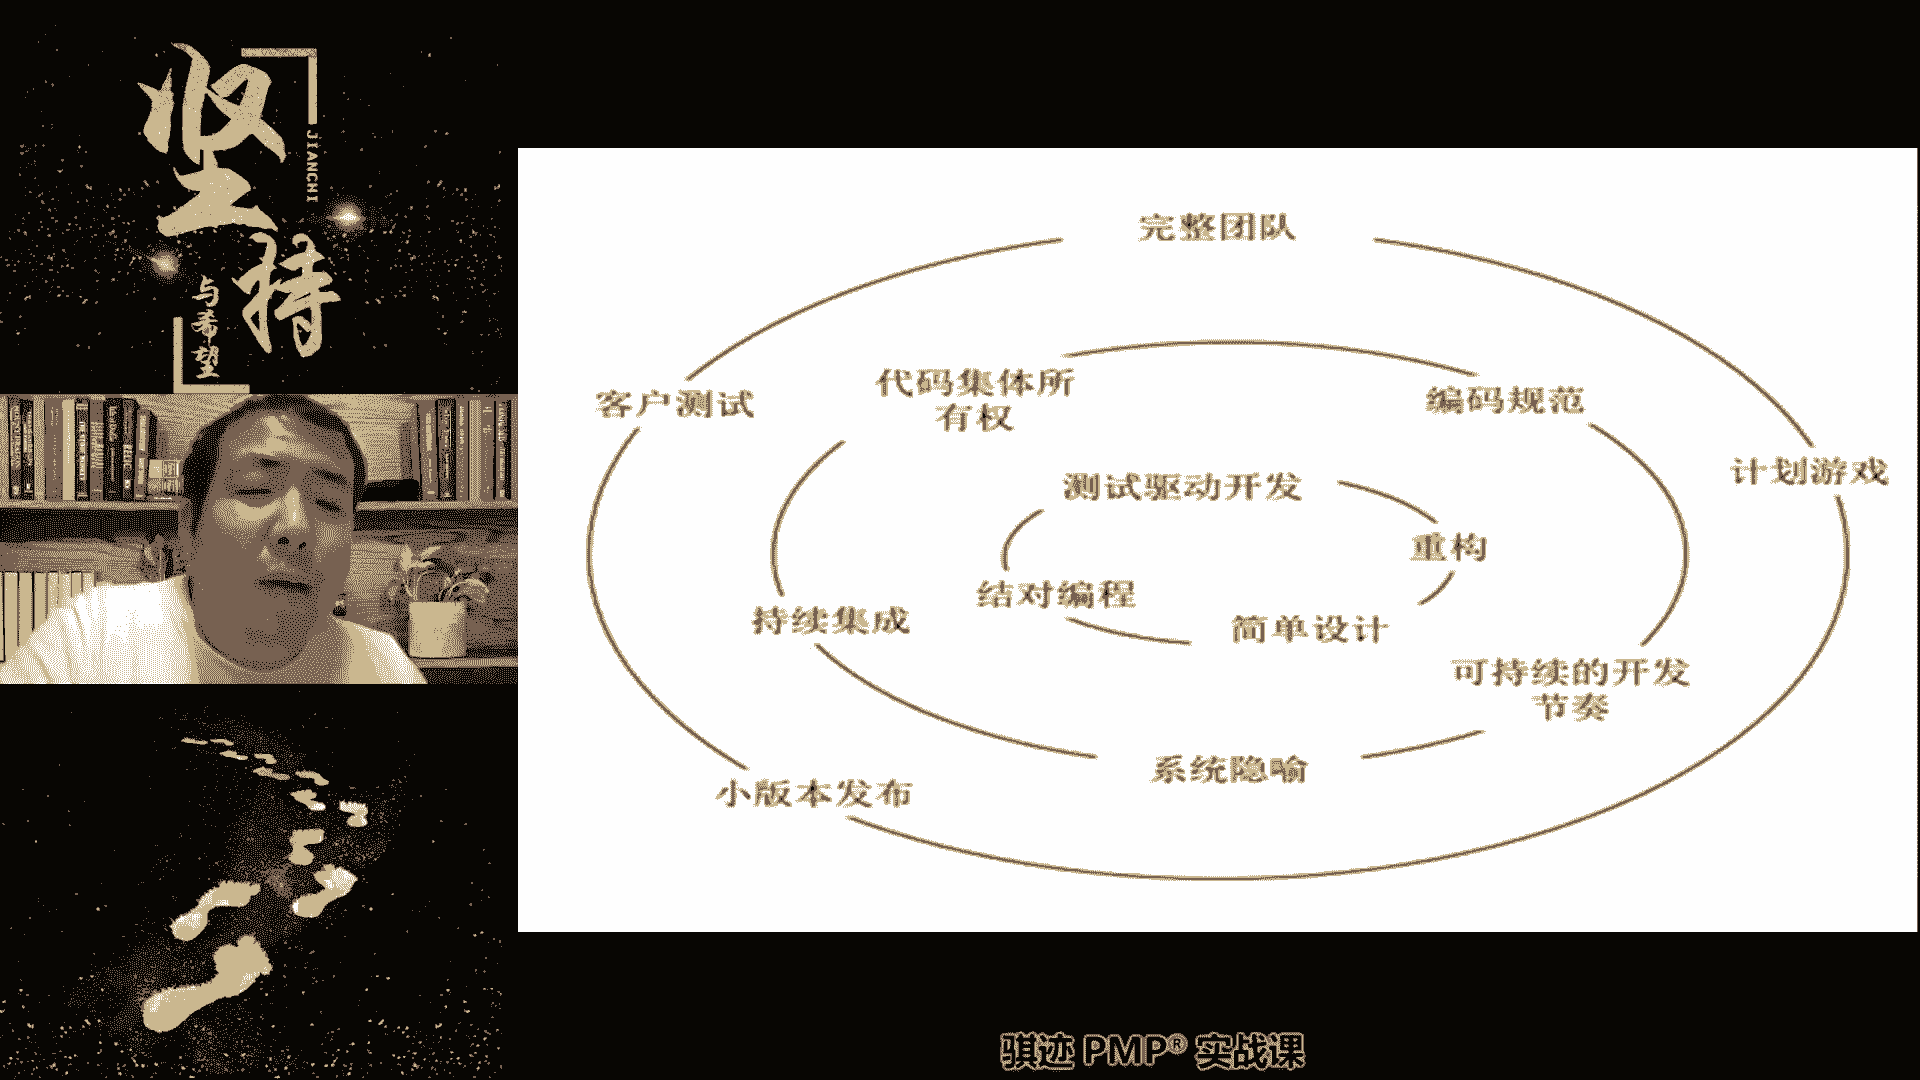 坚持
JIANCHI
与希望
完整团队
客户测试
代码集体所
有权
编码规范
计划游戏
测试驱动开发
重构
结对编程
简单设计
持续集成
可持续的开发
节奏
系统隐喻
小版本发布
骐迹 PMP® 实战课